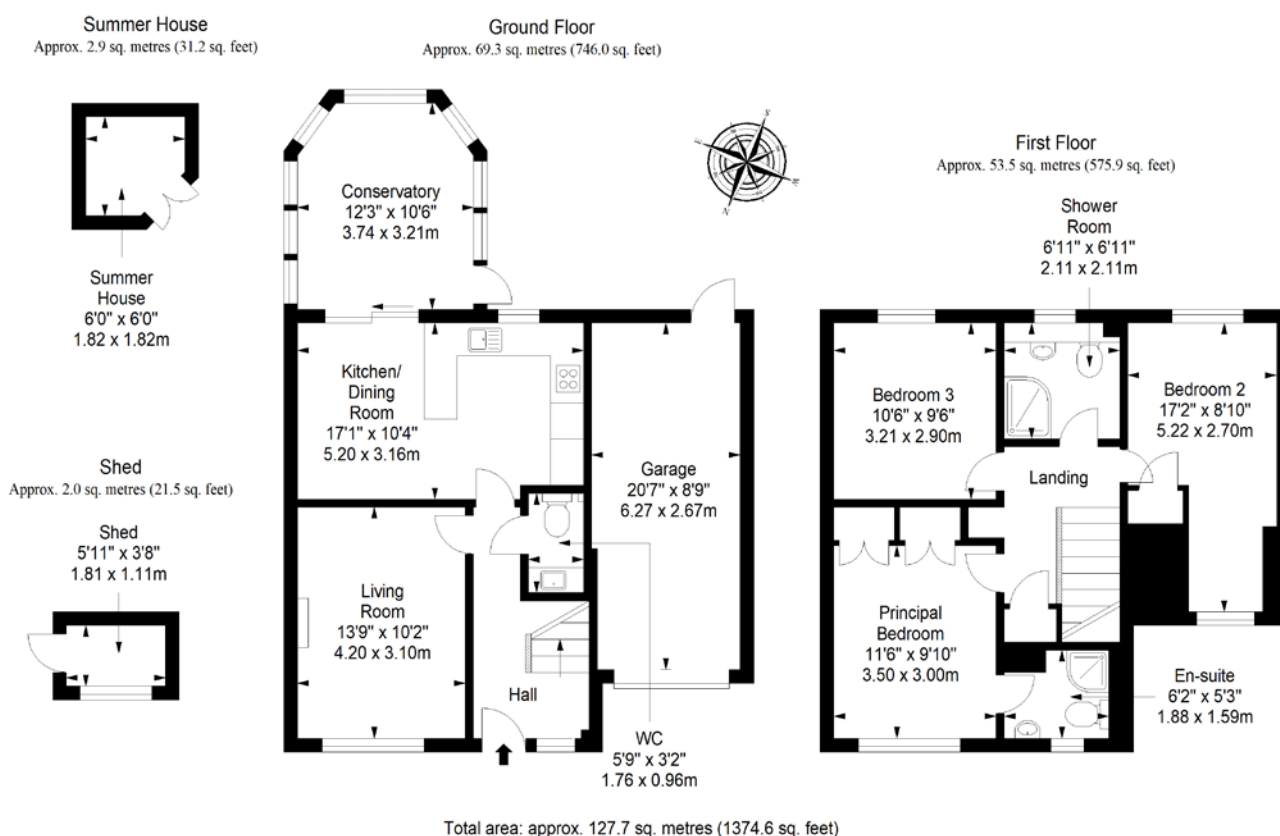 Summer House
Approx. 2.9 sq. metres (31.2 sq. feet)
Summer
House
6'0" x 6'0"
1.82 x 1.82m
Shed
Approx. 2.0 sq. metres (21.5 sq. feet)
Shed
5'11" x 3'8"
1.81 x 1.11m
Ground Floor
Approx. 69.3 sq. metres (746.0 sq. feet)
Conservatory
12'3" x 10'6"
3.74 x 3.21m
Kitchen/
Dining
Room
17'1" x 10'4"
5.20 x 3.16m
Garage
20'7" x 8'9"
6.27 x 2.67m
Living
Room
13'9" x 10'2"
4.20 x 3.10m
Hall
WC
5'9" x 3'2"
1.76 x 0.96m
S
E
W
N
First Floor
Approx. 53.5 sq. metres (575.9 sq. feet)
Shower
Room
6'11" x 6'11"
2.11 x 2.11m
Bedroom 3
10'6" x 9'6"
3.21 x 2.90m
Bedroom 2
17'2" x 8'10"
5.22 x 2.70m
Landing
Principal
Bedroom
11'6" x 9'10"
3.50 x 3.00m
En-suite
6'2" x 5'3"
1.88 x 1.59m
Total area: approx. 127.7 sq. metres (1374.6 sq. feet)